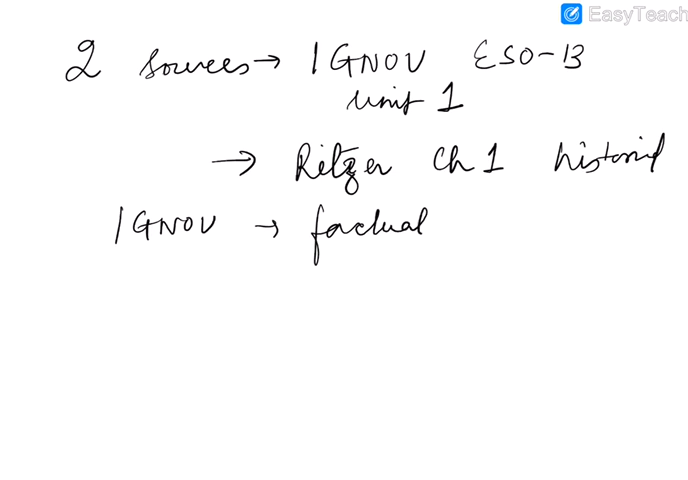 EasyTeach
2 sources → IGNOU ESO-13
unit 1
→ Ritzer Ch 1 historical
IGNOU → factual